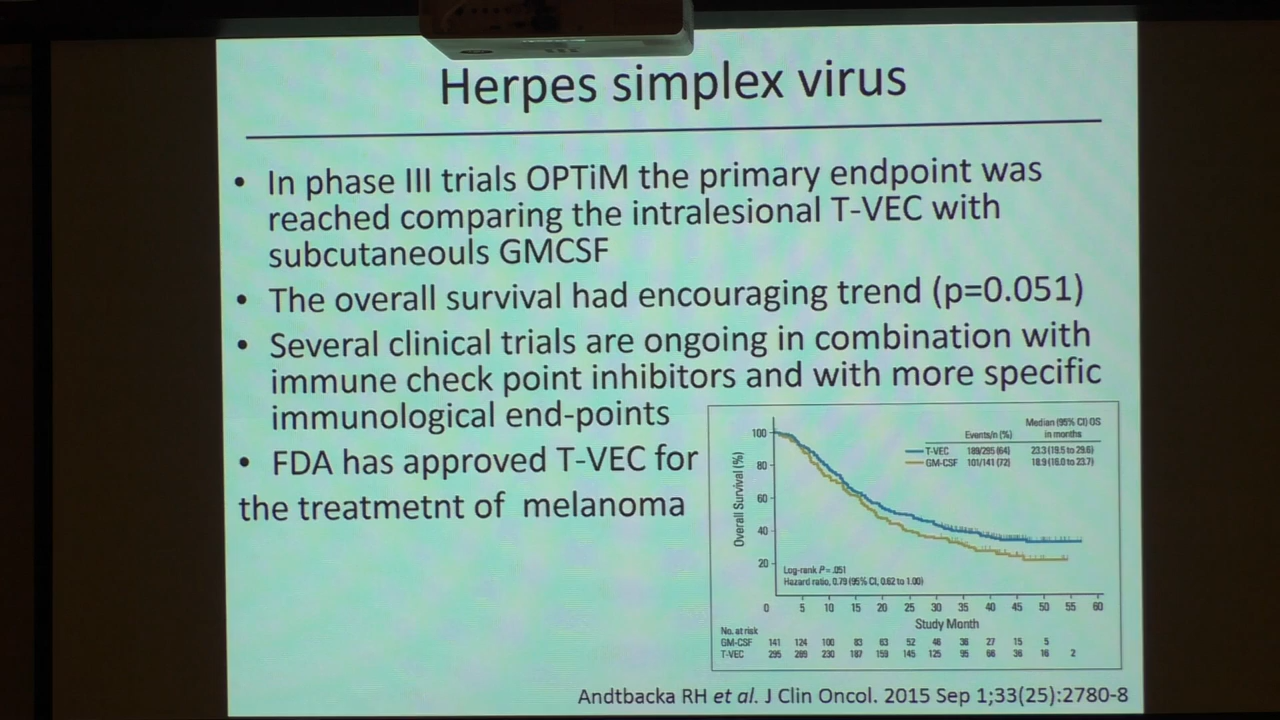 Herpes simplex virus
• In phase III trials OPTiM the primary endpoint was
reached comparing the intralesional T-VEC with
subcutaneouls GMCSF
• The overall survival had encouraging trend (p=0.051)
• Several clinical trials are ongoing in combination with
immune check point inhibitors and with more specific
immunological end-points
• FDA has approved T-VEC for
the treatmetnt of melanoma
Median (95% CI) OS
Events/n (%) in months
T-VEC 189/295 (64) 23.3 (19.5 to 29.6)
GM-CSF 101/141 (72) 18.9 (16.0 to 23.7)
Overall Survival (%)
100
80
60
40
20
Log-rank P = .051
Hazard ratio, 0.79 (95% CI, 0.62 to 1.00)
0 5 10 15 20 25 30 35 40 45 50 55 60
Study Month
No. at risk
GM-CSF 141 124 100 83 63 52 46 36 27 15 5
T-VEC 295 269 230 187 159 145 125 95 66 36 16 2
Andtbacka RH et al. J Clin Oncol. 2015 Sep 1;33(25):2780-8